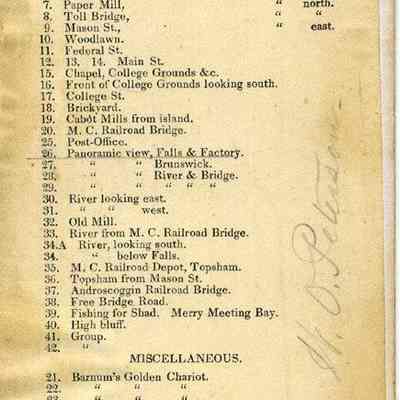 7. Paper Mill, " north.
8. Toll Bridge, " "
9. Mason St., " east.
10. Woodlawn.
11. Federal St.
12. 13. 14. Main St.
15. Chapel, College Grounds &c.
16. Front of College Grounds looking south.
17. College St.
18. Brickyard.
19. Cabot Mills from island.
20. M. C. Railroad Bridge.
25. Post-Office.
26. Panoramic view, Falls & Factory.
27. " " Brunswick.
28. " " River & Bridge.
29. " " " " "
30. River looking east.
31. " " west.
32. Old Mill.
33. River from M. C. Railroad Bridge.
34.A River, looking south.
34. " below Falls.
35. M. C. Railroad Depot, Topsham.
36. Topsham from Mason St.
37. Androscoggin Railroad Bridge.
38. Free Bridge Road.
39. Fishing for Shad. Merry Meeting Bay.
40. High bluff.
41. Group.
42. "
MISCELLANEOUS.
21. Barnum's Golden Chariot.
22. " " "
23. " " "